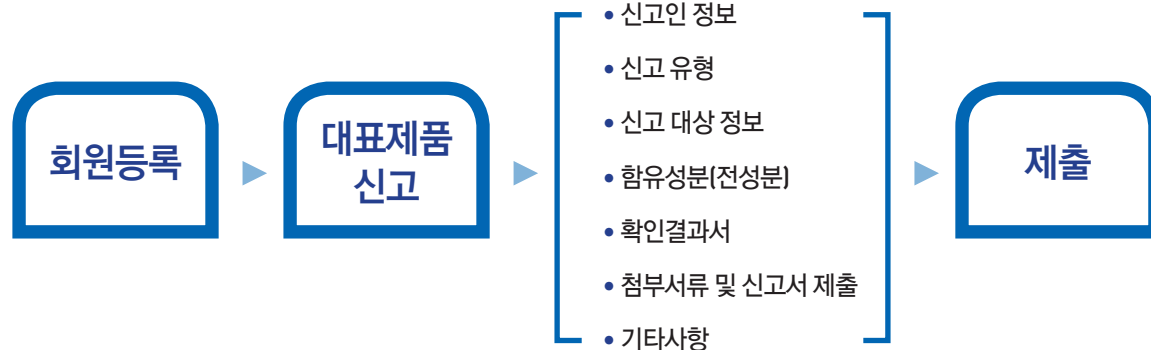 회원등록
대표제품
신고
• 신고인 정보
• 신고 유형
• 신고 대상 정보
• 함유성분(전성분)
• 확인결과서
• 첨부서류 및 신고서 제출
• 기타사항
제출